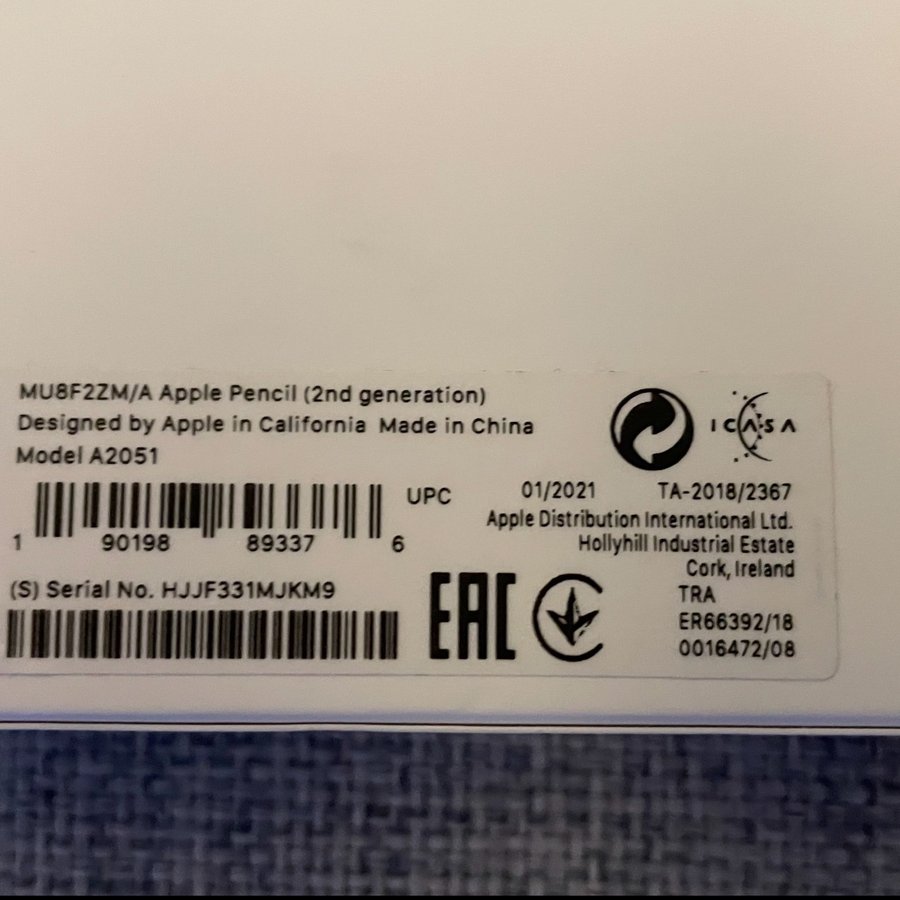 MU8F2ZM/A Apple Pencil (2nd generation)
Designed by Apple in California Made in China
Model A2051
UPC
1 90198 89337 6
(S) Serial No. HJJF331MJKM9
EAC
ICASA
01/2021 TA-2018/2367
Apple Distribution International Ltd.
Hollyhill Industrial Estate
Cork, Ireland
TRA
ER66392/18
0016472/08